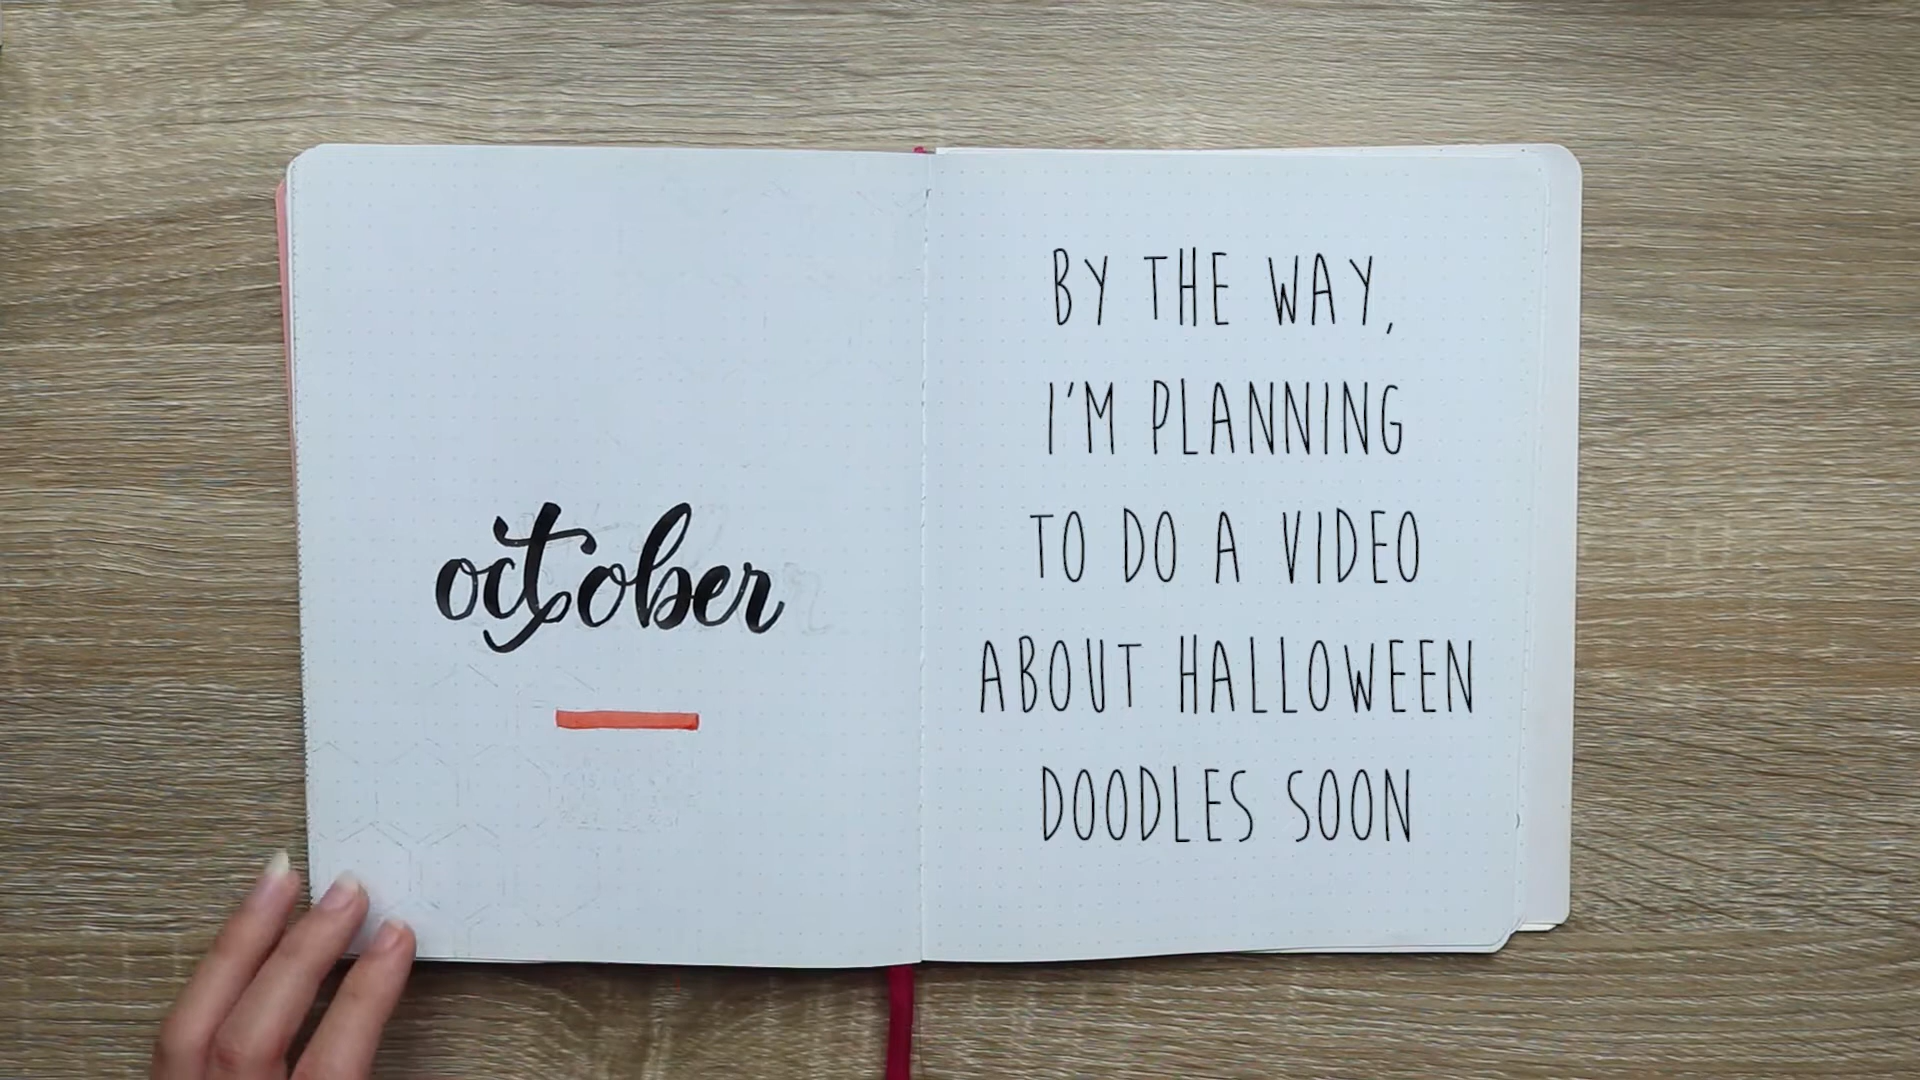 october
BY THE WAY,
I'M PLANNING
TO DO A VIDEO
ABOUT HALLOWEEN
DOODLES SOON